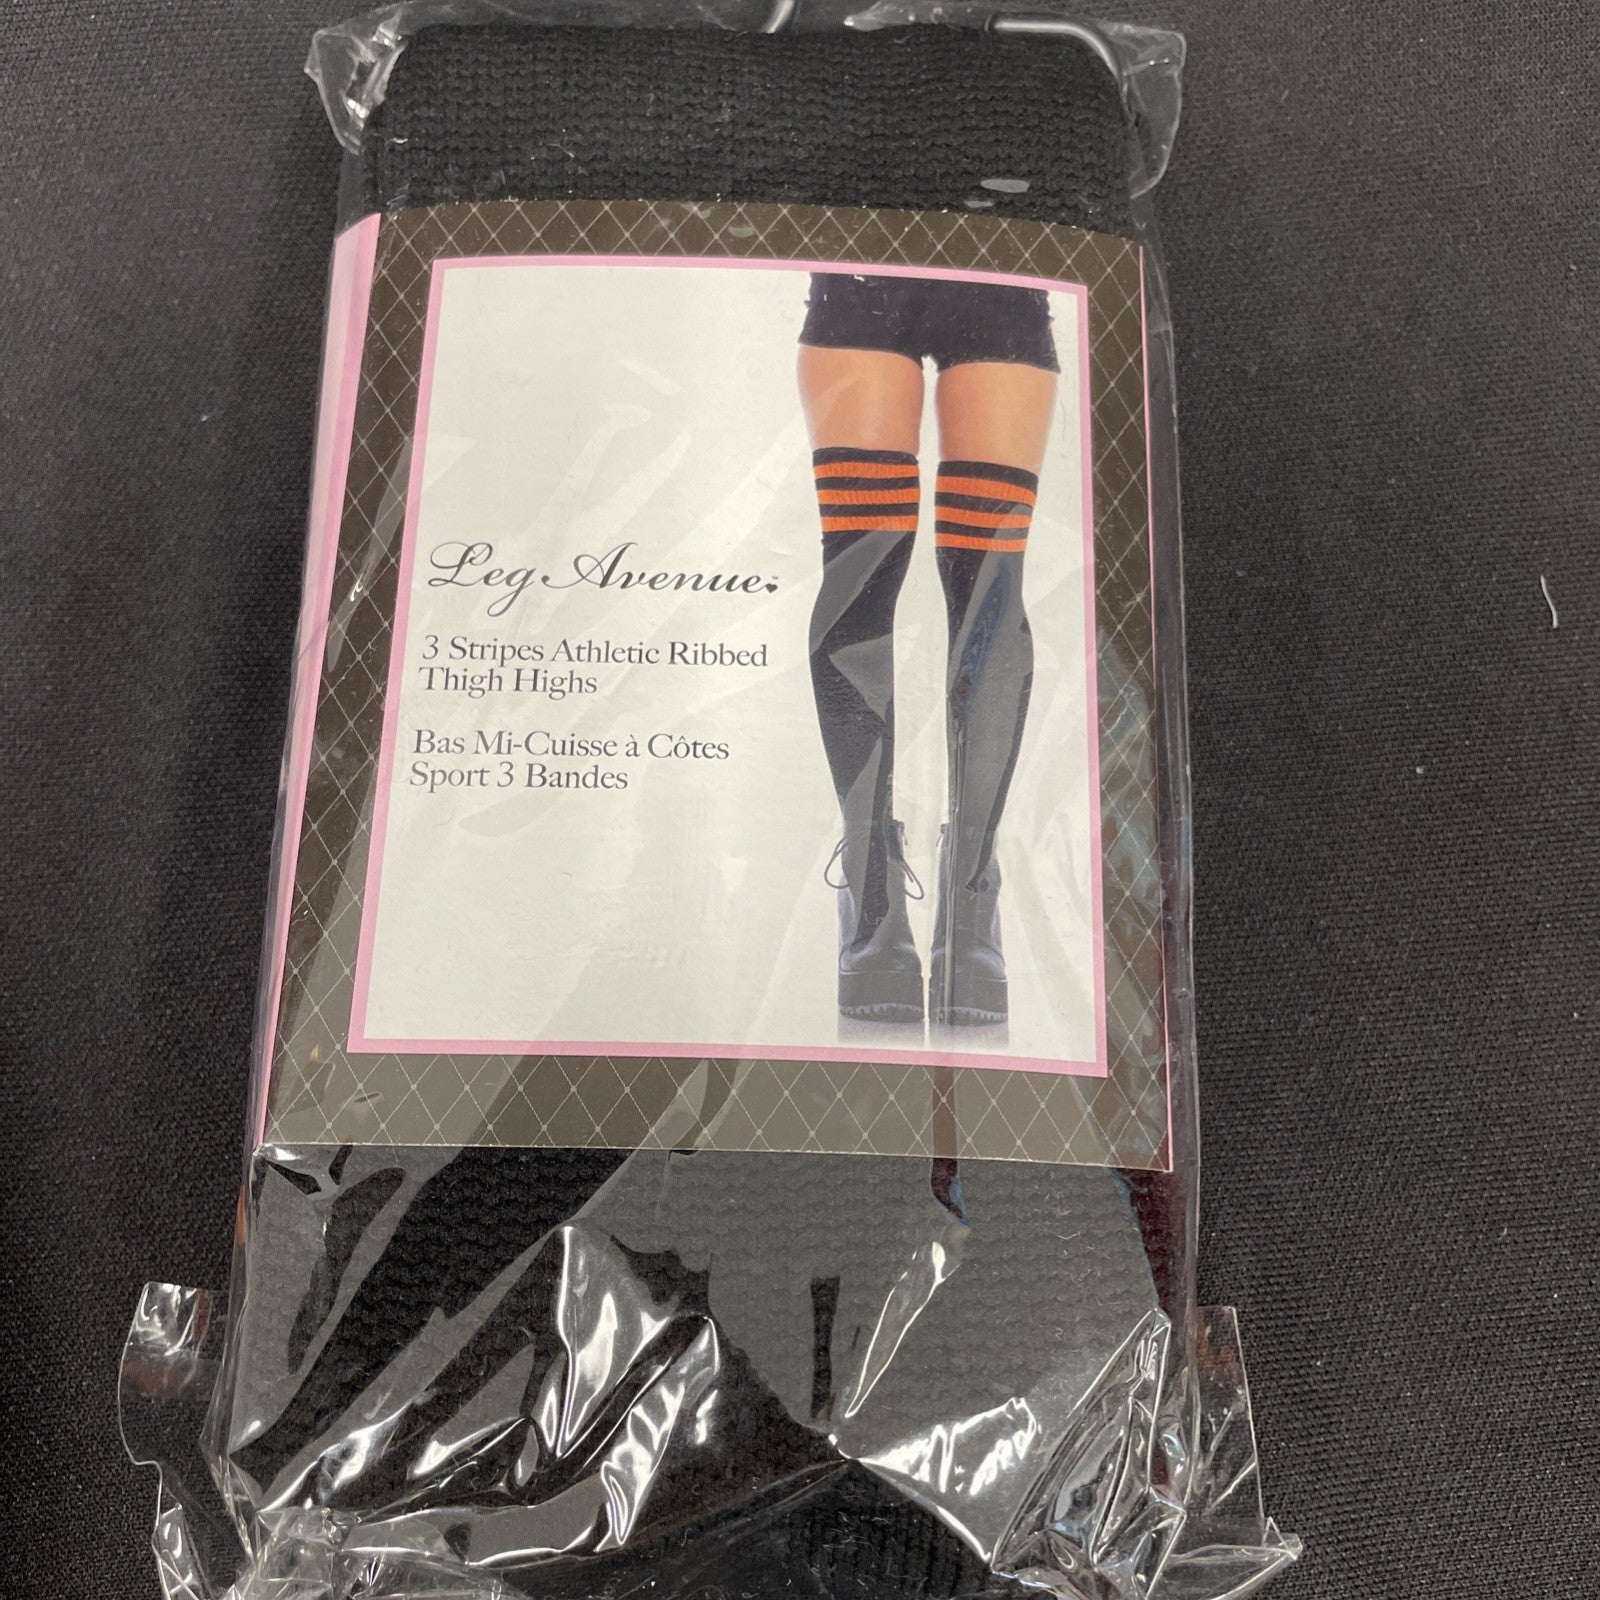 Leg Avenue
3 Stripes Athletic Ribbed
Thigh Highs
Bas Mi-Cuisse à Côtes
Sport 3 Bandes